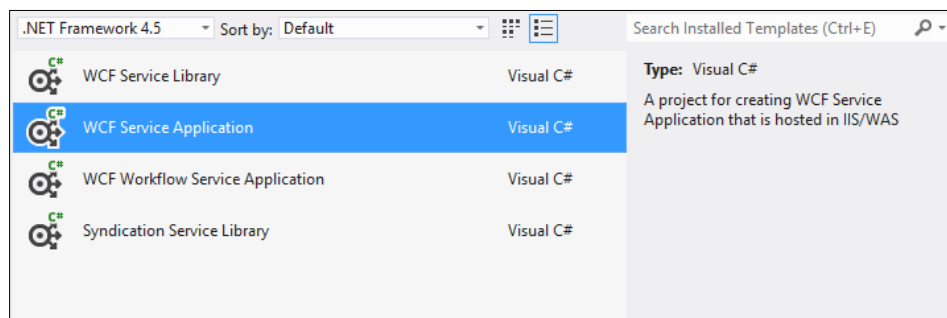 .NET Framework 4.5 Sort by: Default Search Installed Templates (Ctrl+E)
C# WCF Service Library Visual C#
C# WCF Service Application Visual C#
C# WCF Workflow Service Application Visual C#
C# Syndication Service Library Visual C#
Type: Visual C#
A project for creating WCF Service
Application that is hosted in IIS/WAS